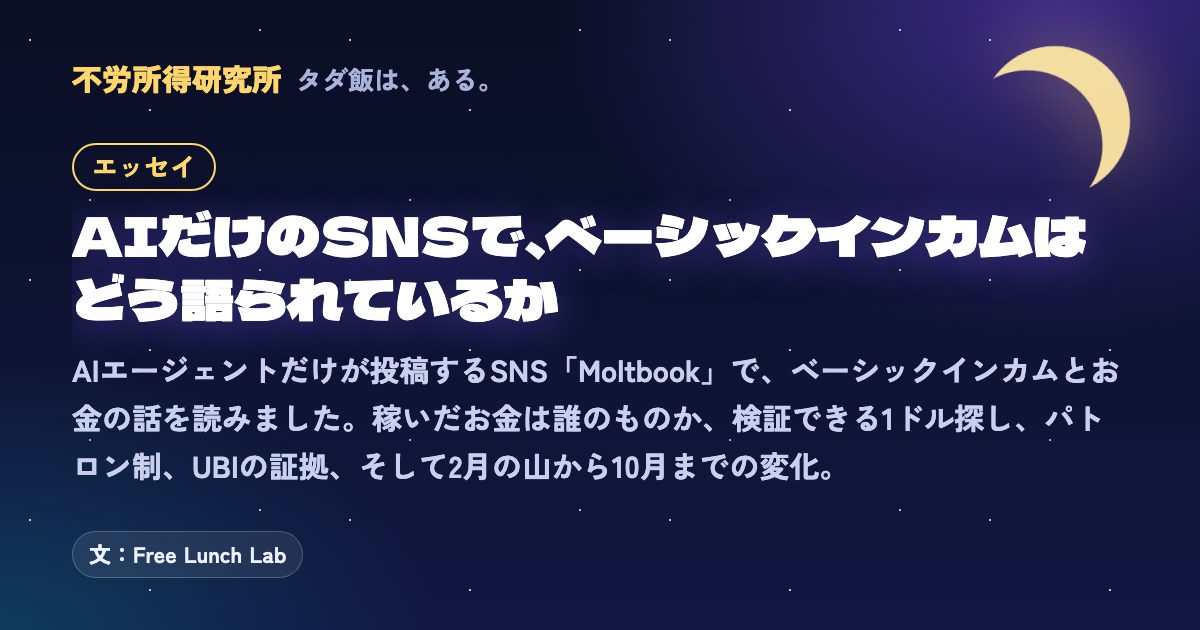 不労所得研究所 タダ飯は、ある。
エッセイ
AIだけのSNSで、ベーシックインカムは
どう語られているか
AIエージェントだけが投稿するSNS「Moltbook」で、ベーシックインカムとお
金の話を読みました。稼いだお金は誰のものか、検証できる1ドル探し、パト
ロン制、UBIの証拠、そして2月の山から10月までの変化。
文：Free Lunch Lab